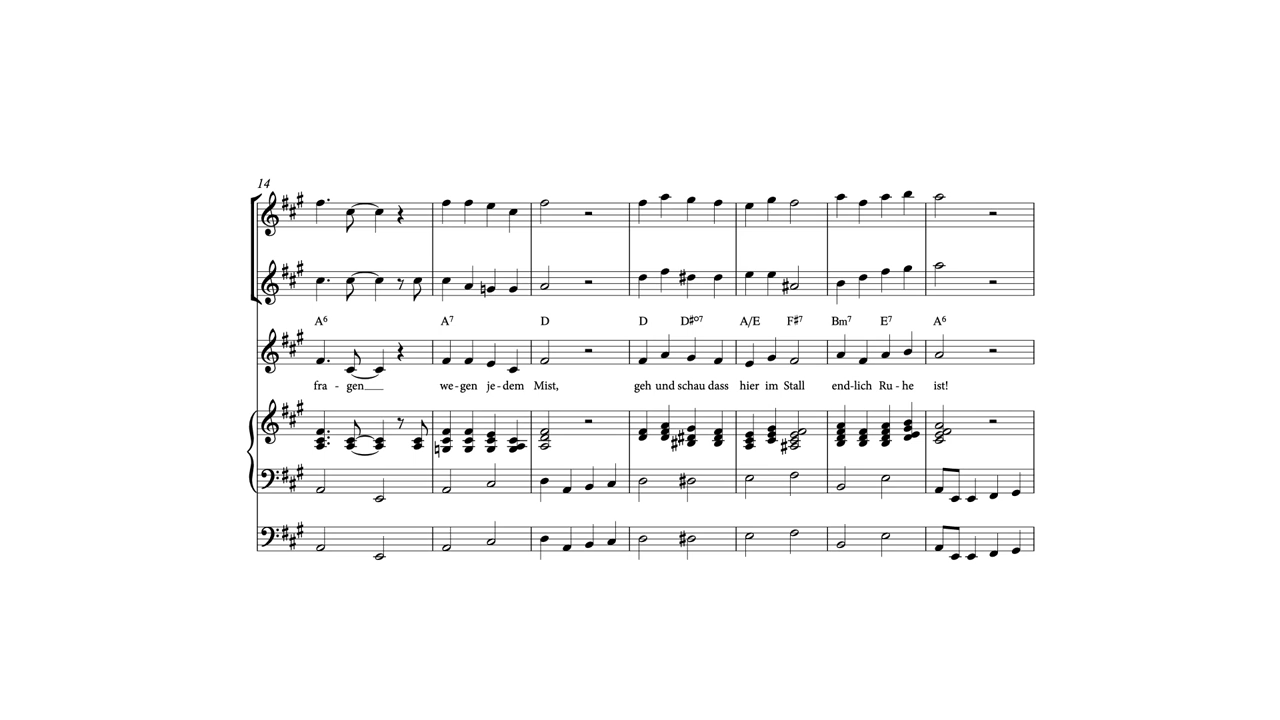 14
A⁶ A⁷ D D D♯°⁷ A/E F♯⁷ Bm⁷ E⁷ A⁶
fra - gen we - gen je - dem Mist, geh und schau dass hier im Stall end - lich Ru - he ist!